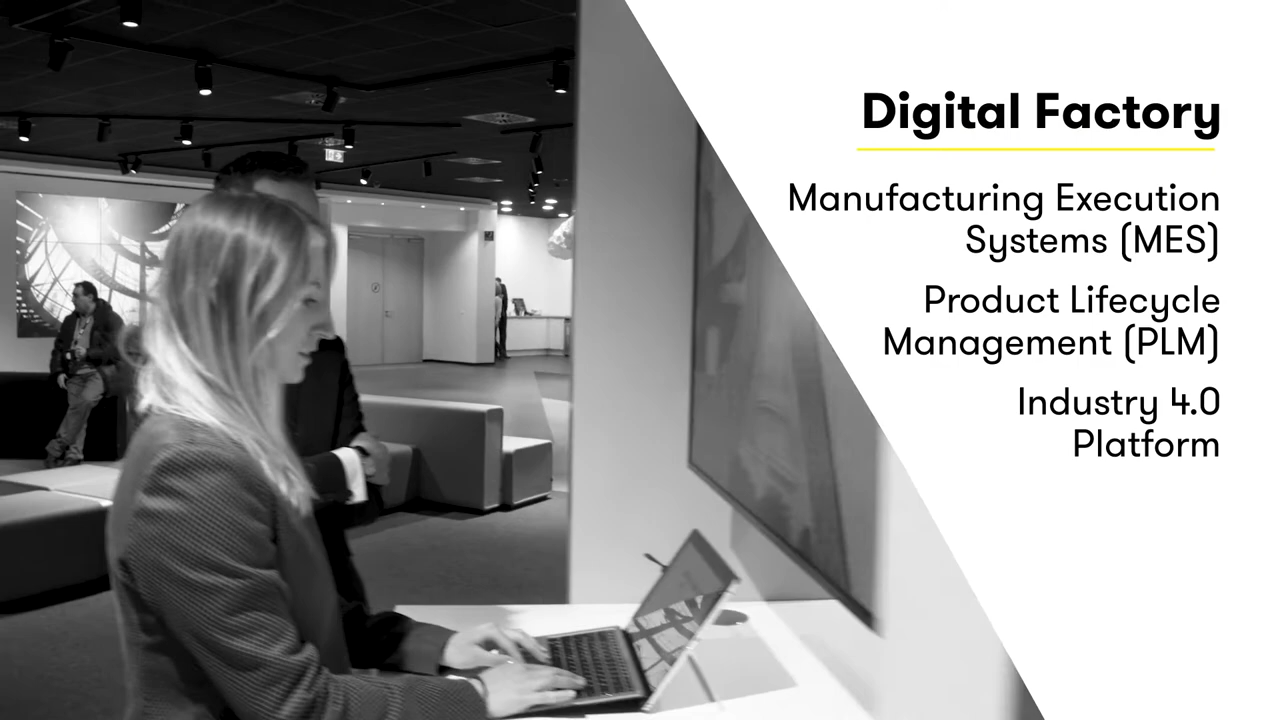 Digital Factory
Manufacturing Execution
Systems (MES)
Product Lifecycle
Management (PLM)
Industry 4.0
Platform